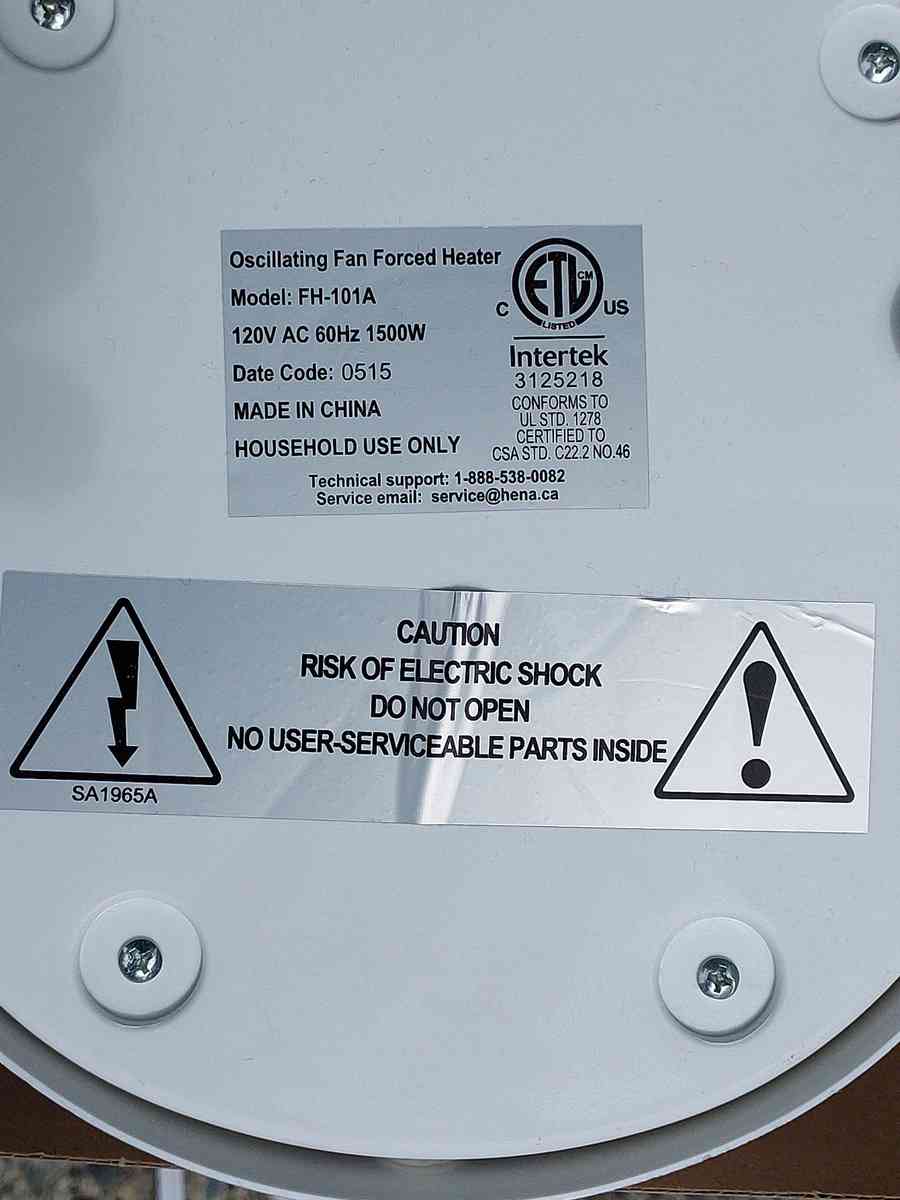 Oscillating Fan Forced Heater
Model: FH-101A
120V AC 60Hz 1500W
Date Code: 0515
MADE IN CHINA
HOUSEHOLD USE ONLY
ETL CM
LISTED
C US
Intertek
3125218
CONFORMS TO
UL STD. 1278
CERTIFIED TO
CSA STD. C22.2 NO.46
Technical support: 1-888-538-0082
Service email: service@hena.ca
CAUTION
RISK OF ELECTRIC SHOCK
DO NOT OPEN
NO USER-SERVICEABLE PARTS INSIDE
SA1965A
!